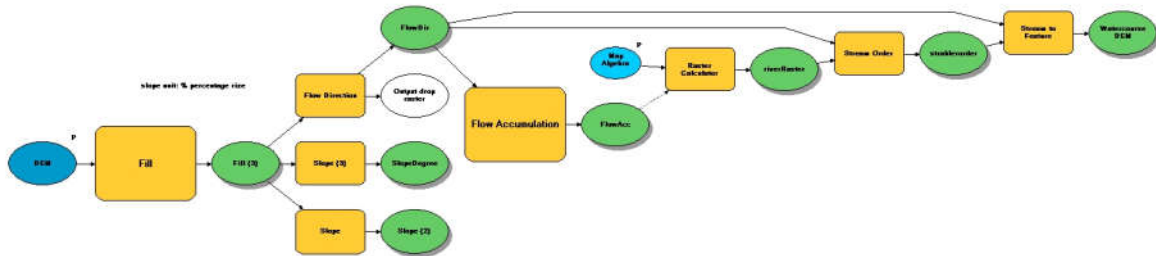 FlowDir
Stream to
Feature
Watercourse
DEM
P
Map
Algebra
Raster
Calculator
riverRaster
Stream Order
strahlerorder
slope unit: % percentage rize
Flow Direction
Output drop
raster
Flow Accumulation
FlowAcc
P
DEM
Fill
Fill (3)
Slope (3)
SlopeDegree
Slope
Slope (2)